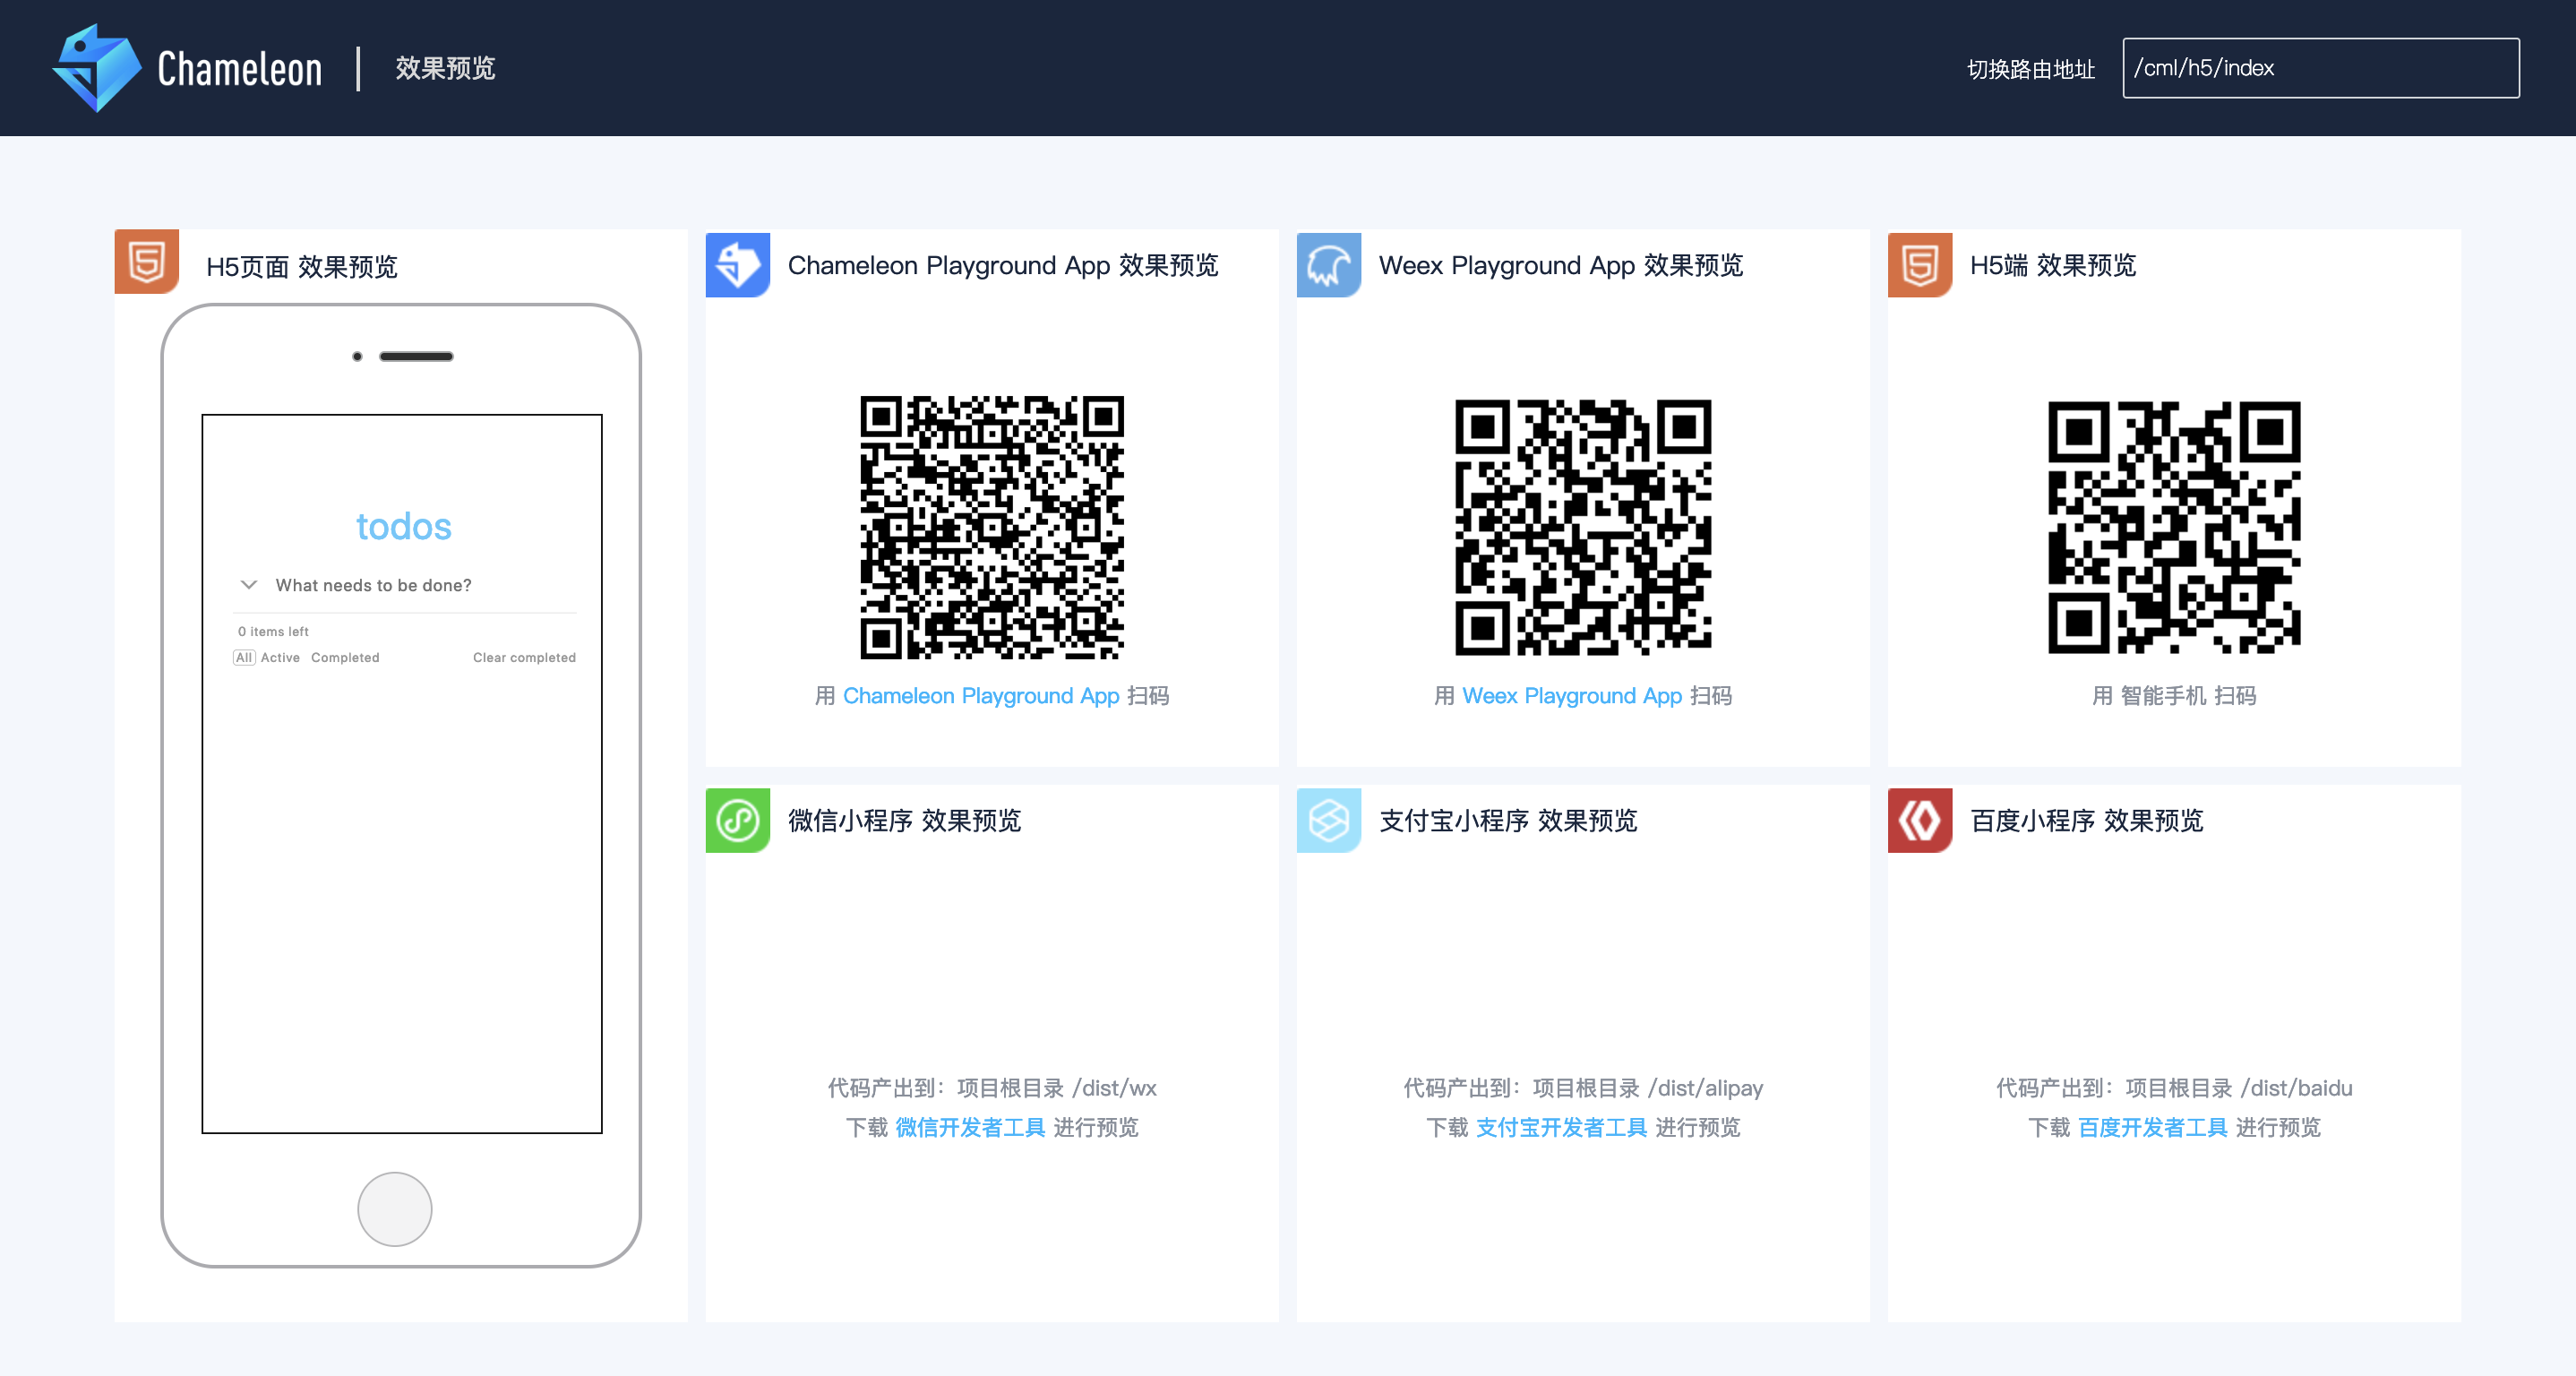 Chameleon
效果预览
切换路由地址
/cml/h5/index
H5页面 效果预览
todos
What needs to be done?
0 items left
All Active Completed Clear completed
Chameleon Playground App 效果预览
用 Chameleon Playground App 扫码
Weex Playground App 效果预览
用 Weex Playground App 扫码
H5端 效果预览
用 智能手机 扫码
微信小程序 效果预览
代码产出到：项目根目录 /dist/wx
下载 微信开发者工具 进行预览
支付宝小程序 效果预览
代码产出到：项目根目录 /dist/alipay
下载 支付宝开发者工具 进行预览
百度小程序 效果预览
代码产出到：项目根目录 /dist/baidu
下载 百度开发者工具 进行预览